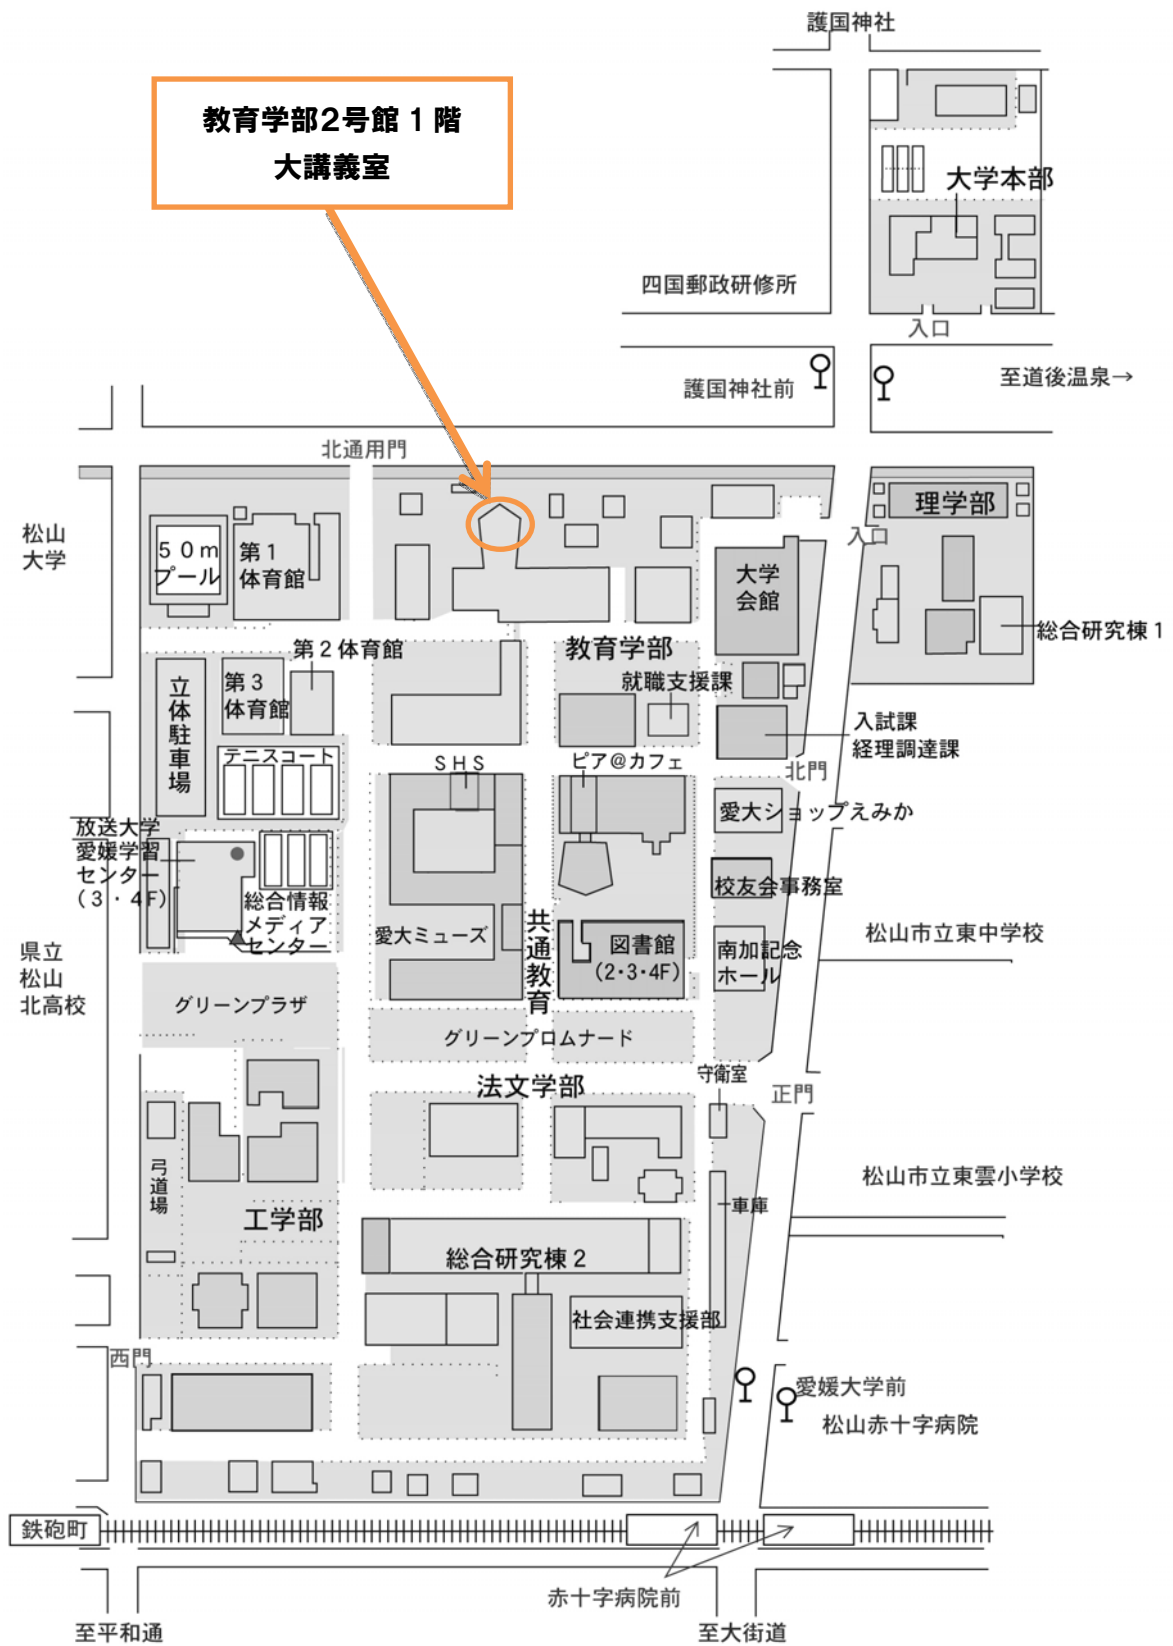 護国神社
教育学部2号館1階
大講義室
大学本部
四国郵政研修所
入口
護国神社前
至道後温泉→
北通用門
松山
大学
50m
プール
第1
体育館
大学
会館
理学部
入口
総合研究棟1
第2体育館
教育学部
就職支援課
立体駐車場
第3
体育館
テニスコート
SHS
ピア@カフェ
入試課
経理調達課
北門
愛大ショップえみか
放送大学
愛媛学習
センター
(3・4F)
総合情報
メディア
センター
愛大ミューズ
共通教育
図書館
(2・3・4F)
校友会事務室
南加記念
ホール
松山市立東中学校
県立
松山
北高校
グリーンプラザ
グリーンプロムナード
法文学部
守衛室
正門
弓道場
工学部
車庫
松山市立東雲小学校
総合研究棟2
社会連携支援部
西門
愛媛大学前
松山赤十字病院
鉄砲町
赤十字病院前
至平和通
至大街道